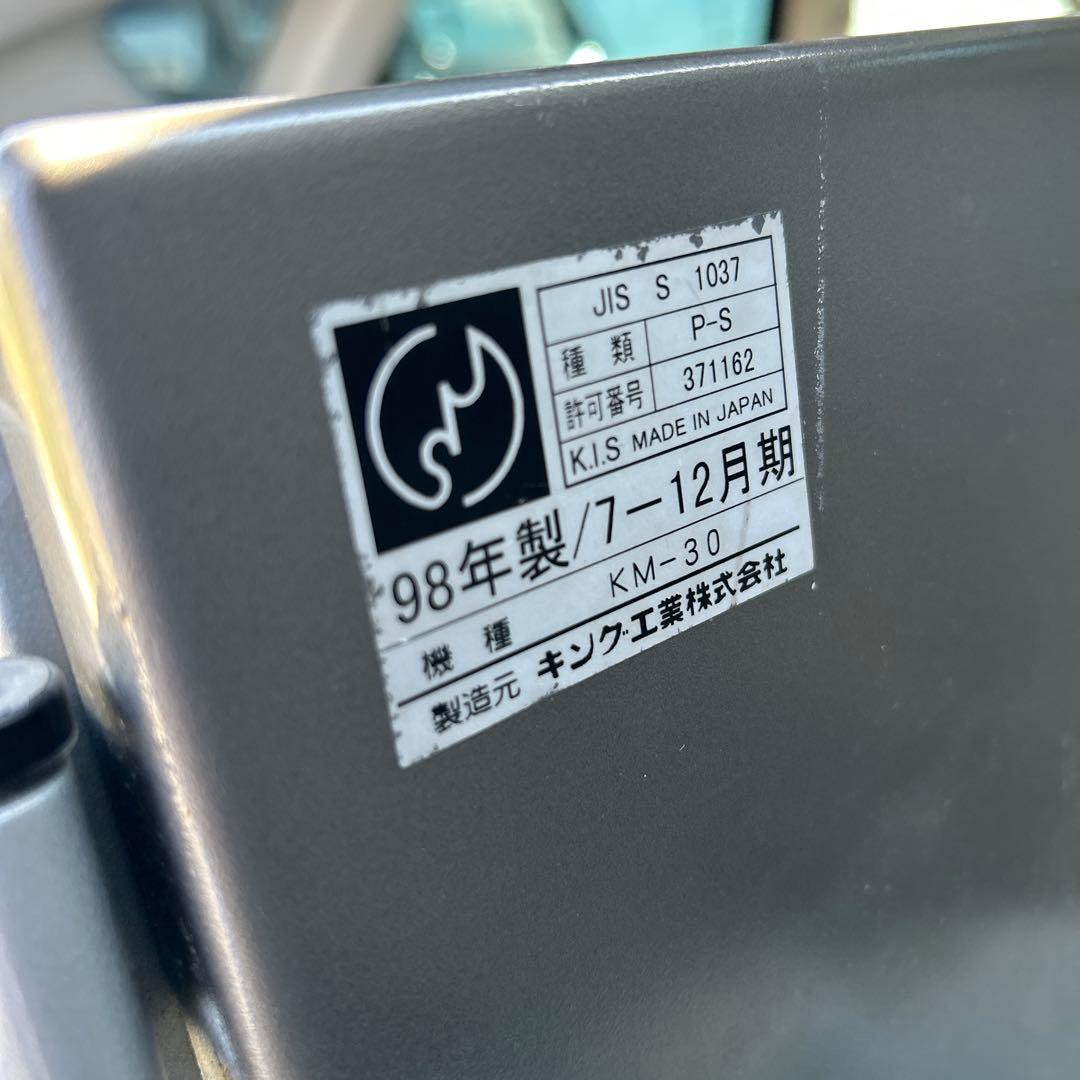 JIS S 1037
種類 P-S
許可番号 371162
K.I.S MADE IN JAPAN
98年製/7-12月期
機種 KM-30
製造元 キング工業株式会社